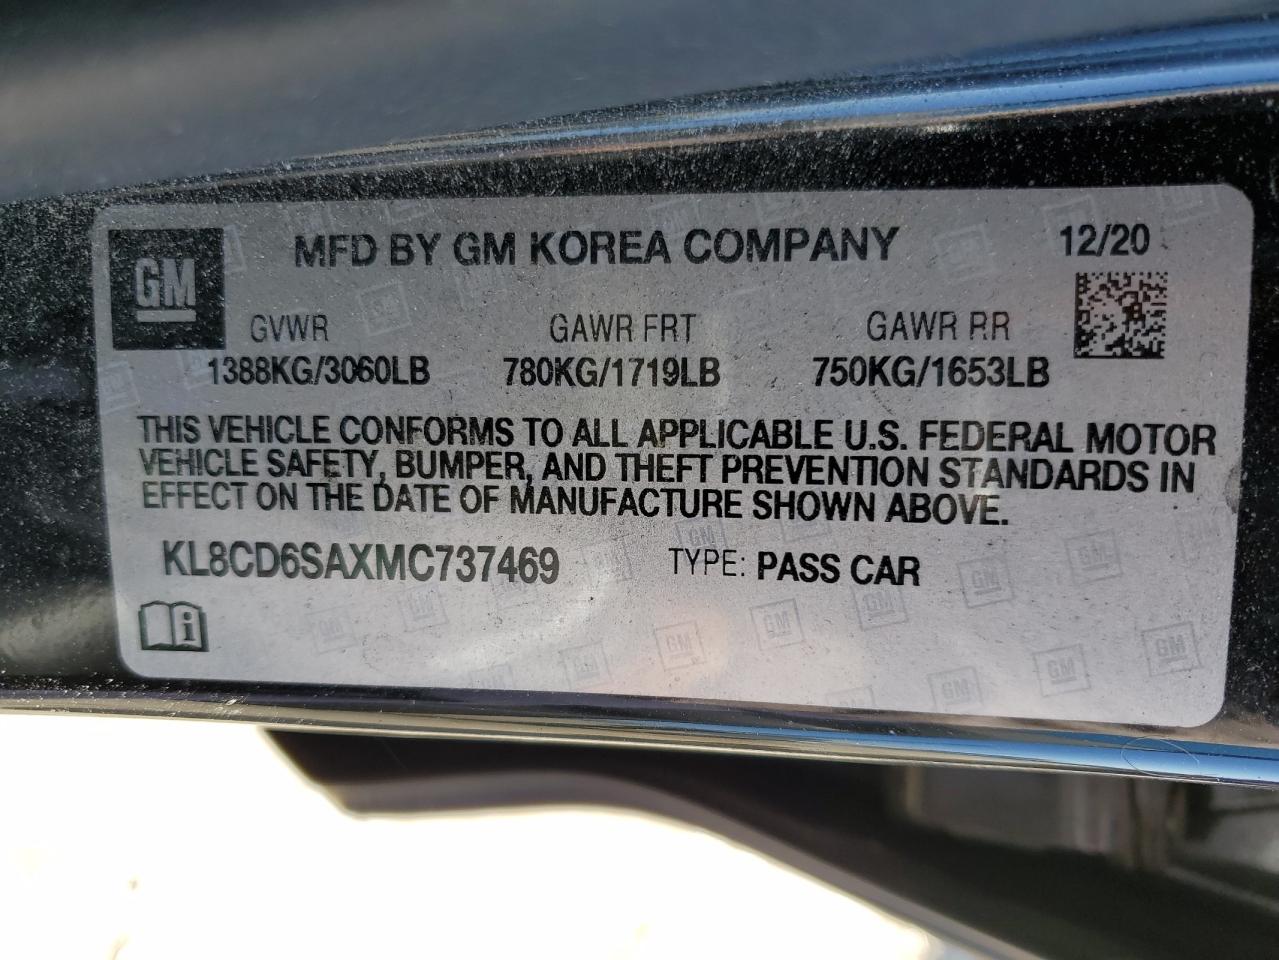 GM
MFD BY GM KOREA COMPANY 12/20
GVWR GAWR FRT GAWR RR
1388KG/3060LB 780KG/1719LB 750KG/1653LB
THIS VEHICLE CONFORMS TO ALL APPLICABLE U.S. FEDERAL MOTOR
VEHICLE SAFETY, BUMPER, AND THEFT PREVENTION STANDARDS IN
EFFECT ON THE DATE OF MANUFACTURE SHOWN ABOVE.
KL8CD6SAXMC737469 TYPE: PASS CAR
i